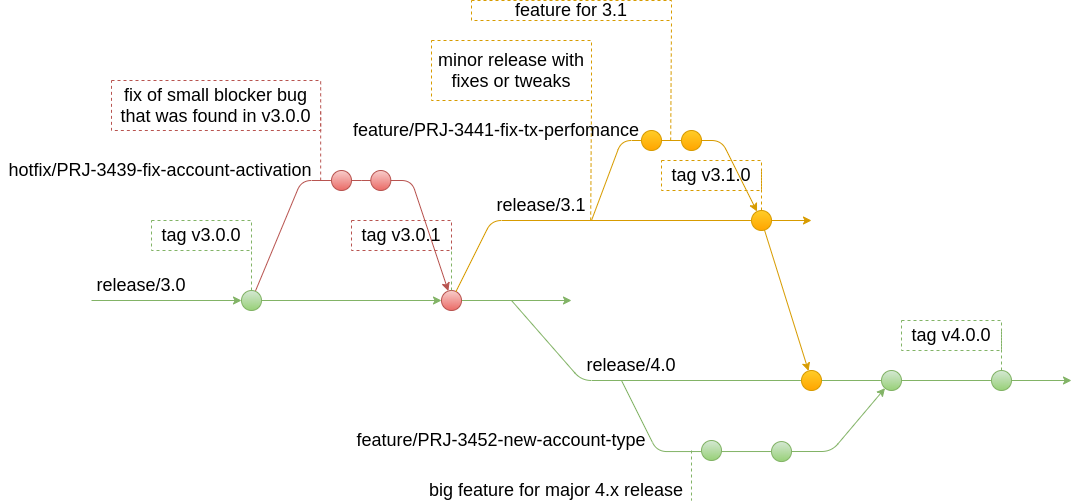 feature for 3.1
minor release with
fixes or tweaks
fix of small blocker bug
that was found in v3.0.0
feature/PRJ-3441-fix-tx-perfomance
hotfix/PRJ-3439-fix-account-activation
tag v3.1.0
release/3.1
tag v3.0.0
tag v3.0.1
release/3.0
tag v4.0.0
release/4.0
feature/PRJ-3452-new-account-type
big feature for major 4.x release